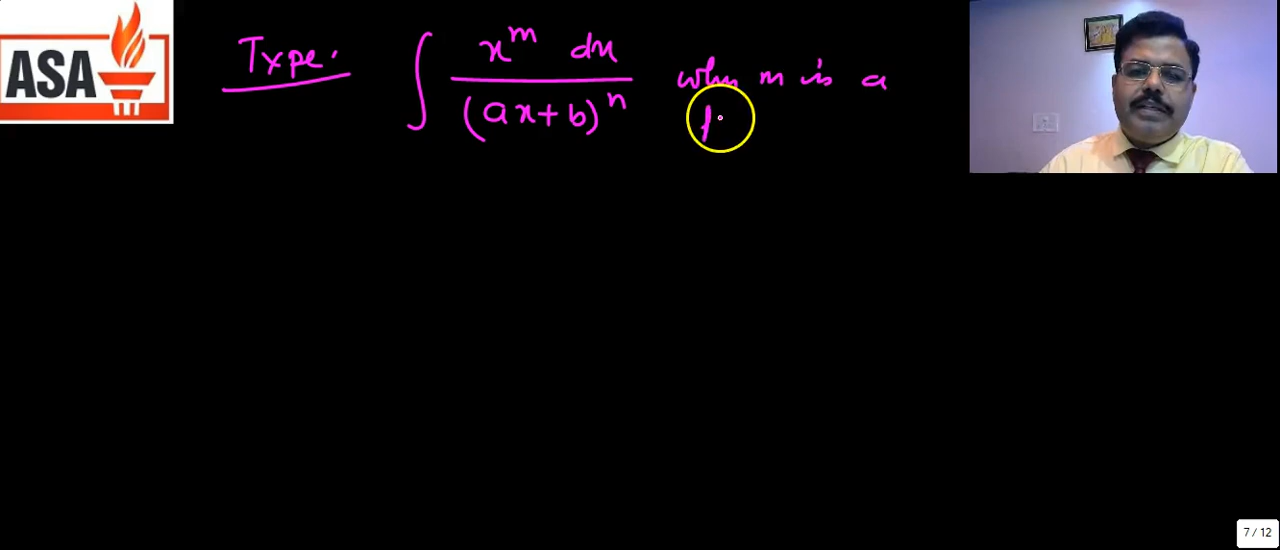 ASA
Type: ∫ x^m dx / (ax+b)^n when m is a
p
7 / 12